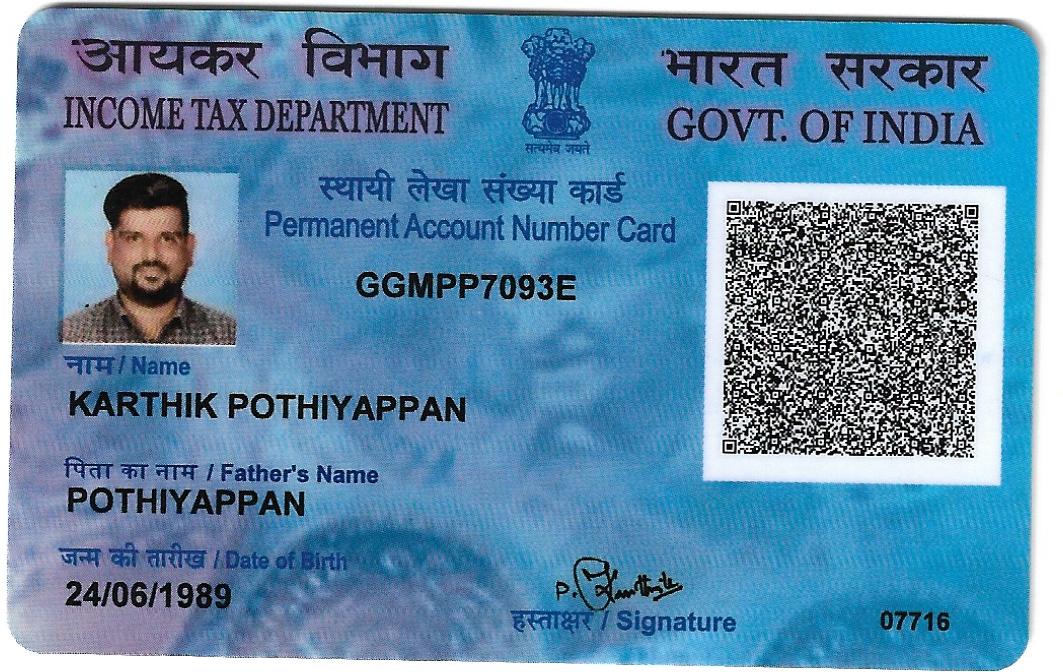 आयकर विभाग
INCOME TAX DEPARTMENT
सत्यमेव जयते
भारत सरकार
GOVT. OF INDIA
स्थायी लेखा संख्या कार्ड
Permanent Account Number Card
GGMPP7093E
नाम / Name
KARTHIK POTHIYAPPAN
पिता का नाम / Father's Name
POTHIYAPPAN
जन्म की तारीख / Date of Birth
24/06/1989
P. Karthik
हस्ताक्षर / Signature
07716